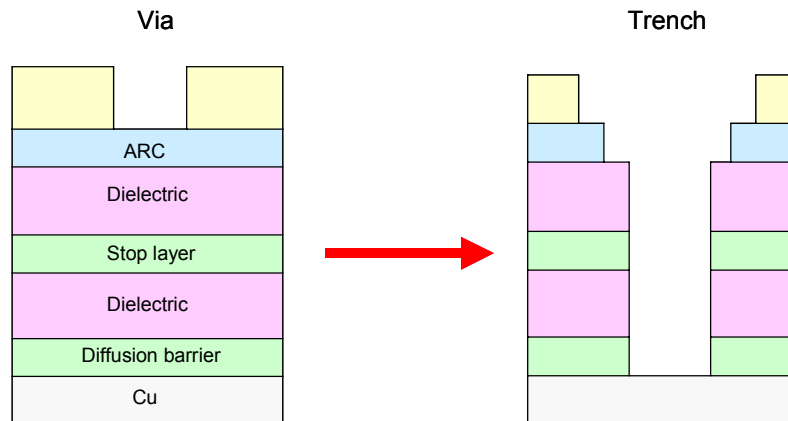 Via
Trench
ARC
Dielectric
Stop layer
Dielectric
Diffusion barrier
Cu